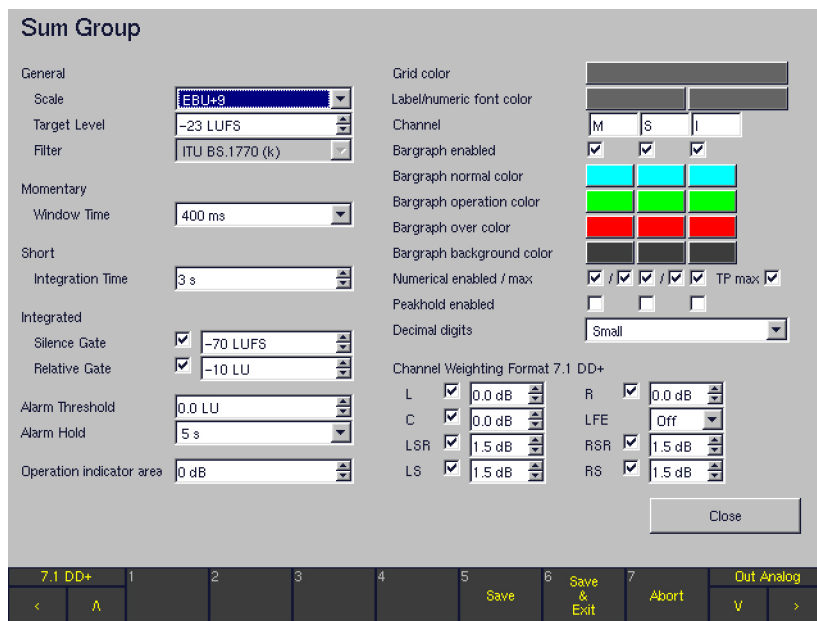 Sum Group
General
Scale EBU+9
Target Level -23 LUFS
Filter ITU BS.1770 (k)
Momentary
Window Time 400 ms
Short
Integration Time 3 s
Integrated
Silence Gate -70 LUFS
Relative Gate -10 LU
Alarm Threshold 0.0 LU
Alarm Hold 5 s
Operation indicator area 0 dB
Grid color
Label/numeric font color
Channel M S I
Bargraph enabled
Bargraph normal color
Bargraph operation color
Bargraph over color
Bargraph background color
Numerical enabled / max / / TP max
Peakhold enabled
Decimal digits Small
Channel Weighting Format 7.1 DD+
L 0.0 dB R 0.0 dB
C 0.0 dB LFE Off
LSR 1.5 dB RSR 1.5 dB
LS 1.5 dB RS 1.5 dB
Close
7.1 DD+ 1 2 3 4 5 6 7 Out Analog
< Λ Save Save & Exit Abort V >